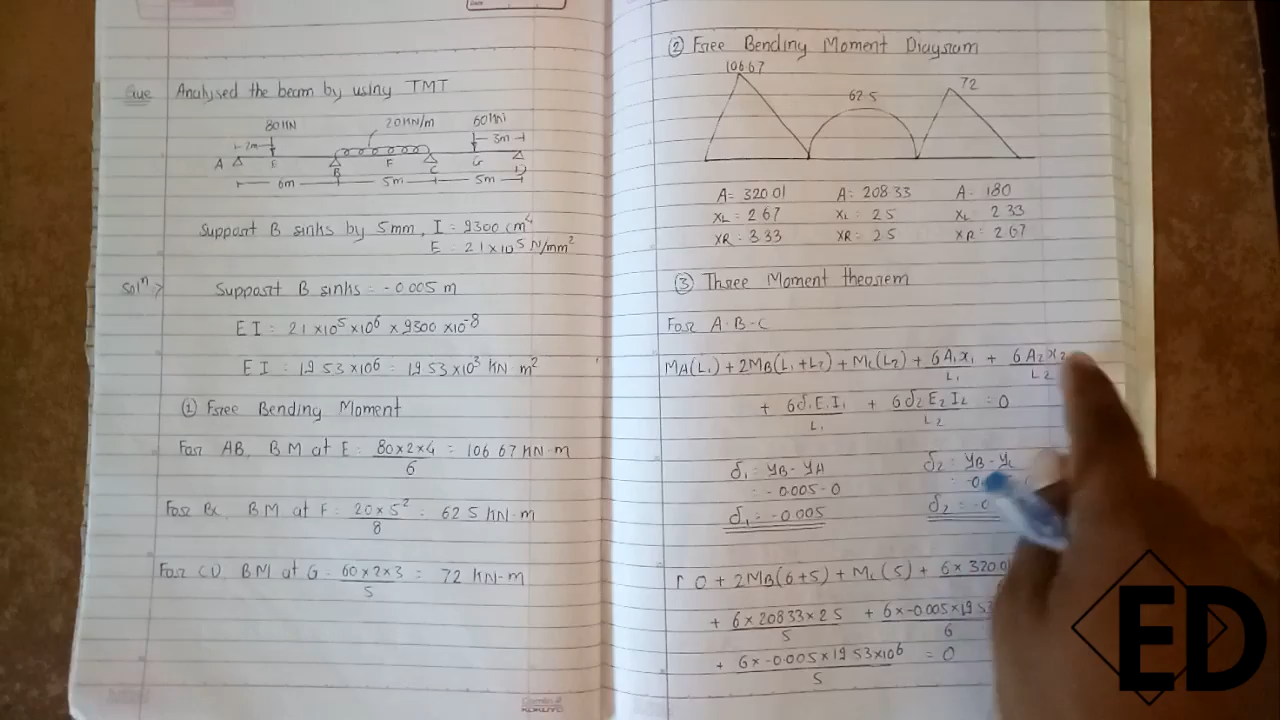 Que Analysed the beam by using TMT
80KN 20KN/m 60KN
2m 3m
A E B F C G D
6m 5m 5m
Support B sinks by 5mm, I = 9300 cm⁴
E = 2.1×10⁵ N/mm²
Solⁿ => Support B sinks = -0.005 m
EI = 2.1×10⁵×10⁶ × 9300×10⁻⁸
EI = 19.53×10⁶ = 19.53×10³ KN·m²
① Free Bending Moment
For AB, BM at E = 80×2×4/6 = 106.67 KN-m
For BC, BM at F = 20×5²/8 = 62.5 KN-m
For CD, BM at G = 60×2×3/5 = 72 KN-m
② Free Bending Moment Diagram
106.67 62.5 72
A = 320.01 A = 208.33 A = 180
XL = 2.67 XL = 2.5 XL = 2.33
XR = 3.33 XR = 2.5 XR = 2.67
③ Three Moment theorem
For A-B-C
MA(L₁) + 2MB(L₁+L₂) + MC(L₂) + 6A₁X₁/L₁ + 6A₂X₂/L₂
+ 6δ₁E₁I₁/L₁ + 6δ₂E₂I₂/L₂ = 0
δ₁ = yB - yA δ₂ = yB - yC
= -0.005-0
δ₁ = -0.005 δ₂ =
0 + 2MB(6+5) + MC(5) + 6×320.01
+ 6×208.33×2.5/5 + 6×-0.005×19.53/6
+ 6×-0.005×19.53×10⁶/5 = 0
ED